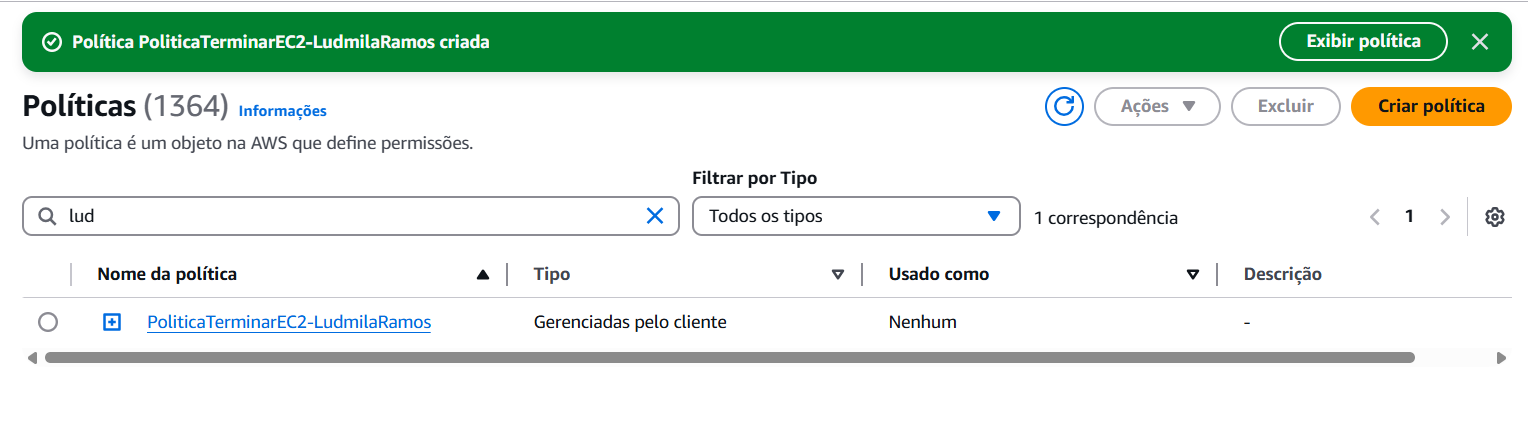 Política PoliticaTerminarEC2-LudmilaRamos criada Exibir política
Políticas (1364) Informações Ações Excluir Criar política
Uma política é um objeto na AWS que define permissões.
Filtrar por Tipo
lud Todos os tipos 1 correspondência 1
Nome da política Tipo Usado como Descrição
PoliticaTerminarEC2-LudmilaRamos Gerenciadas pelo cliente Nenhum -